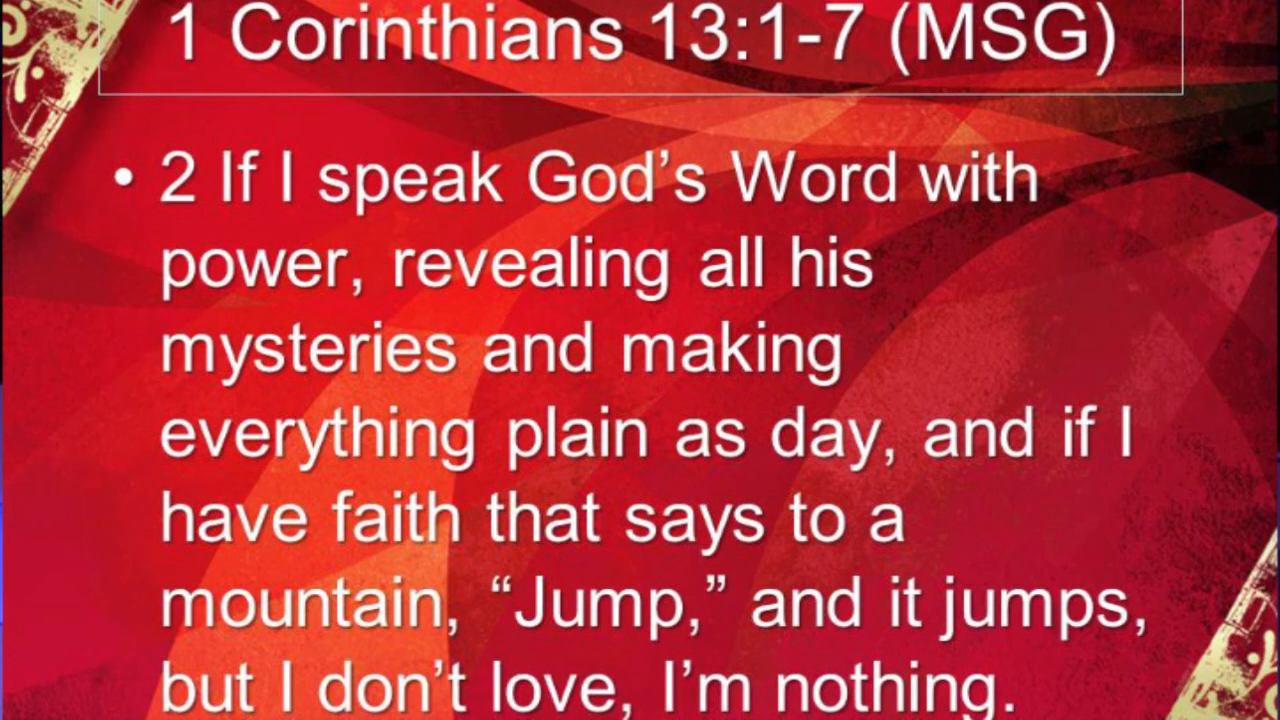 1 Corinthians 13:1-7 (MSG)
• 2 If I speak God’s Word with
power, revealing all his
mysteries and making
everything plain as day, and if I
have faith that says to a
mountain, “Jump,” and it jumps,
but I don’t love, I’m nothing.